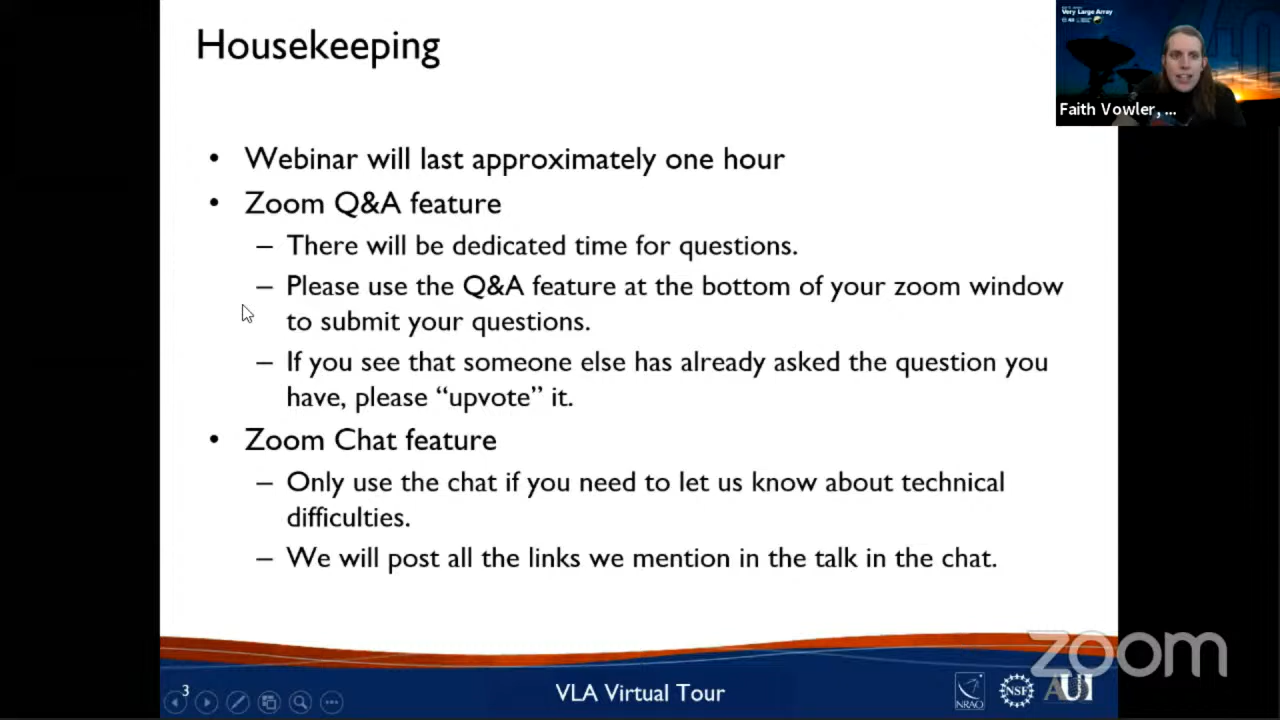 Housekeeping
Very Large Array
Faith Vowler, ...
• Webinar will last approximately one hour
• Zoom Q&A feature
– There will be dedicated time for questions.
– Please use the Q&A feature at the bottom of your zoom window
to submit your questions.
– If you see that someone else has already asked the question you
have, please “upvote” it.
• Zoom Chat feature
– Only use the chat if you need to let us know about technical
difficulties.
– We will post all the links we mention in the talk in the chat.
zoom
3
VLA Virtual Tour
NRAO
NSF
AUI